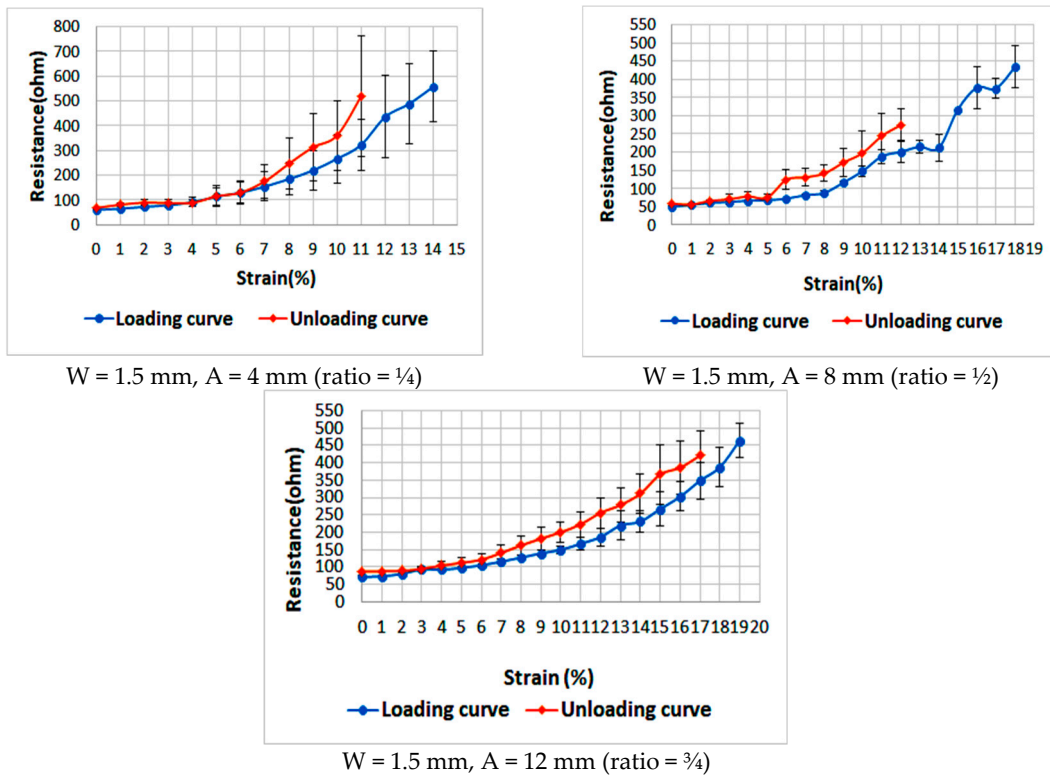 800
700
600
500
400
300
200
100
0
Resistance(ohm)
0 1 2 3 4 5 6 7 8 9 10 11 12 13 14 15
Strain(%)
Loading curve Unloading curve
W = 1.5 mm, A = 4 mm (ratio = ¼)
550
500
450
400
350
300
250
200
150
100
50
0
Resistance(ohm)
0 1 2 3 4 5 6 7 8 9 10 11 12 13 14 15 16 17 18 19
Strain(%)
Loading curve Unloading curve
W = 1.5 mm, A = 8 mm (ratio = ½)
550
500
450
400
350
300
250
200
150
100
50
0
Resistance(ohm)
0 1 2 3 4 5 6 7 8 9 10 11 12 13 14 15 16 17 18 19 20
Strain (%)
Loading curve Unloading curve
W = 1.5 mm, A = 12 mm (ratio = ¾)